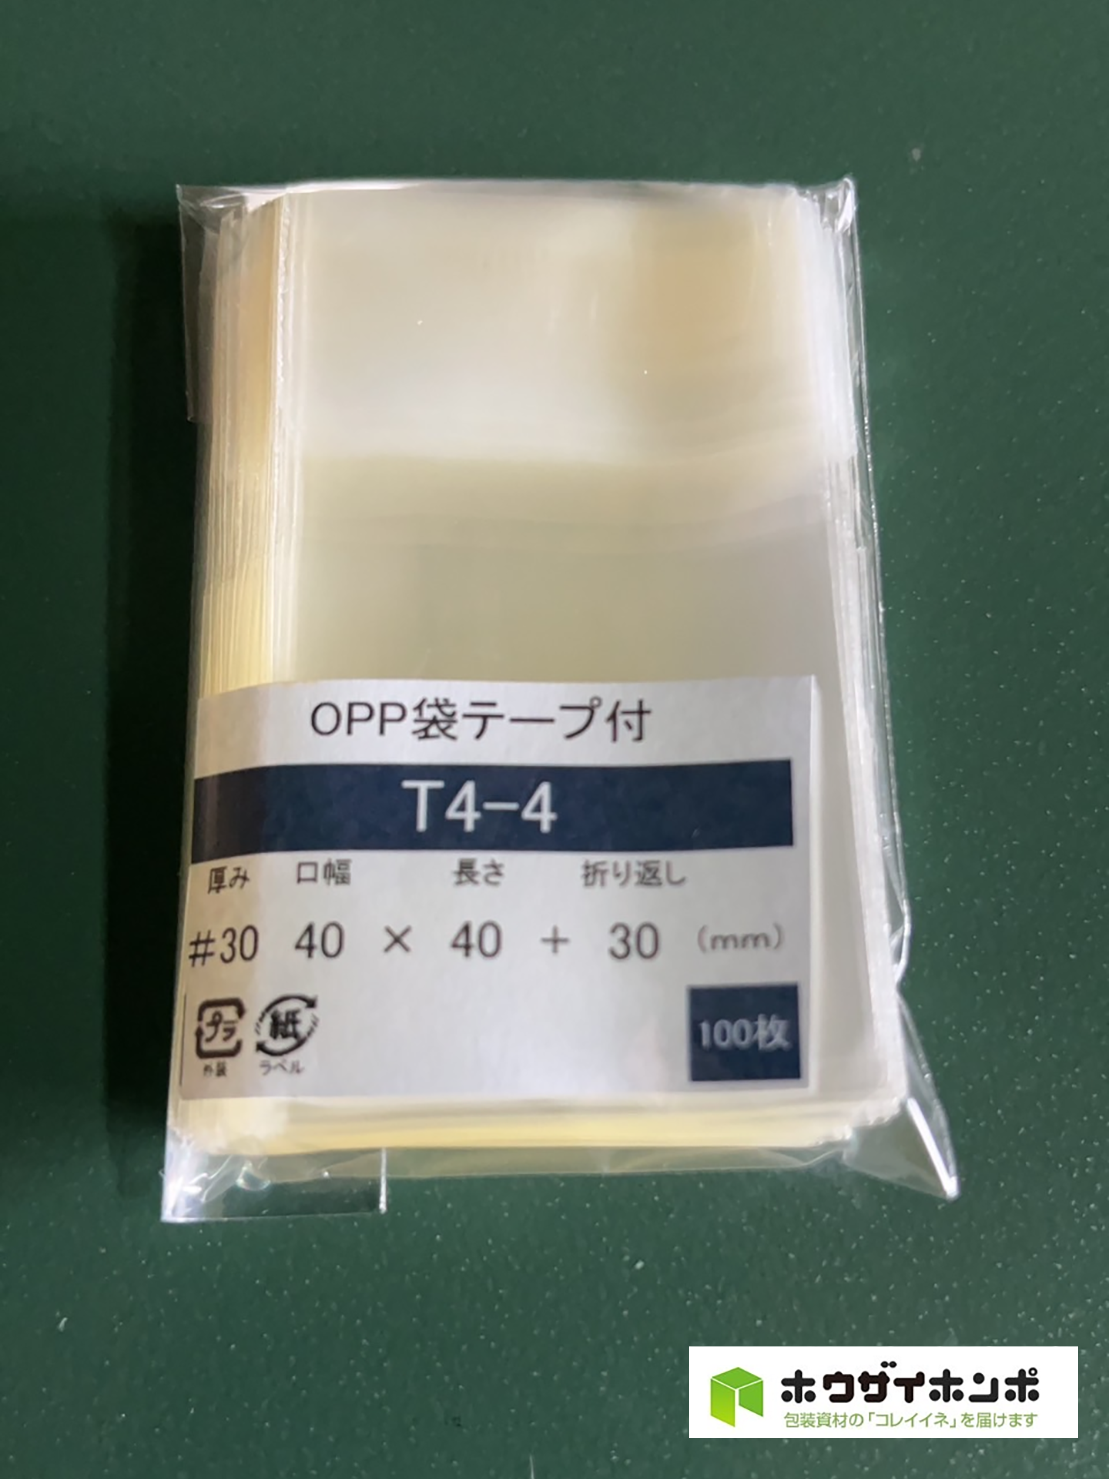 OPP袋テープ付
T4-4
厚み 口幅 長さ 折り返し
#30 40 × 40 + 30 (mm)
プラ 紙 100枚
外装 ラベル
ホウザイホンポ
包装資材の「コレイイネ」を届けます